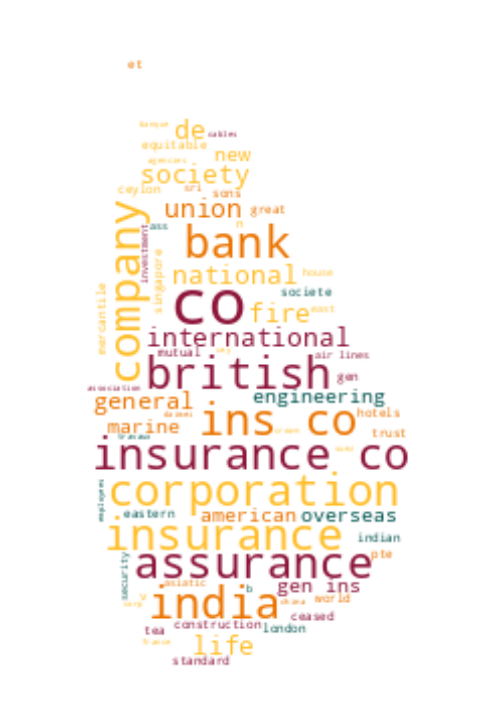 et
banque
de cables
equitable
agencies new
society
ceylon sri sons
union great
company
ass n
investment
bank
singapore
national house
societe
mercantile
co fire east
international
mutual air lines
british gen
association
general engineering
ins co hotels
marine trust
insurance co
corporation
employees
eastern american overseas
insurance indian
assurance pte
security
asiatic gen ins
b
v india china world
corp
ceased
tea construction london
france life
standard